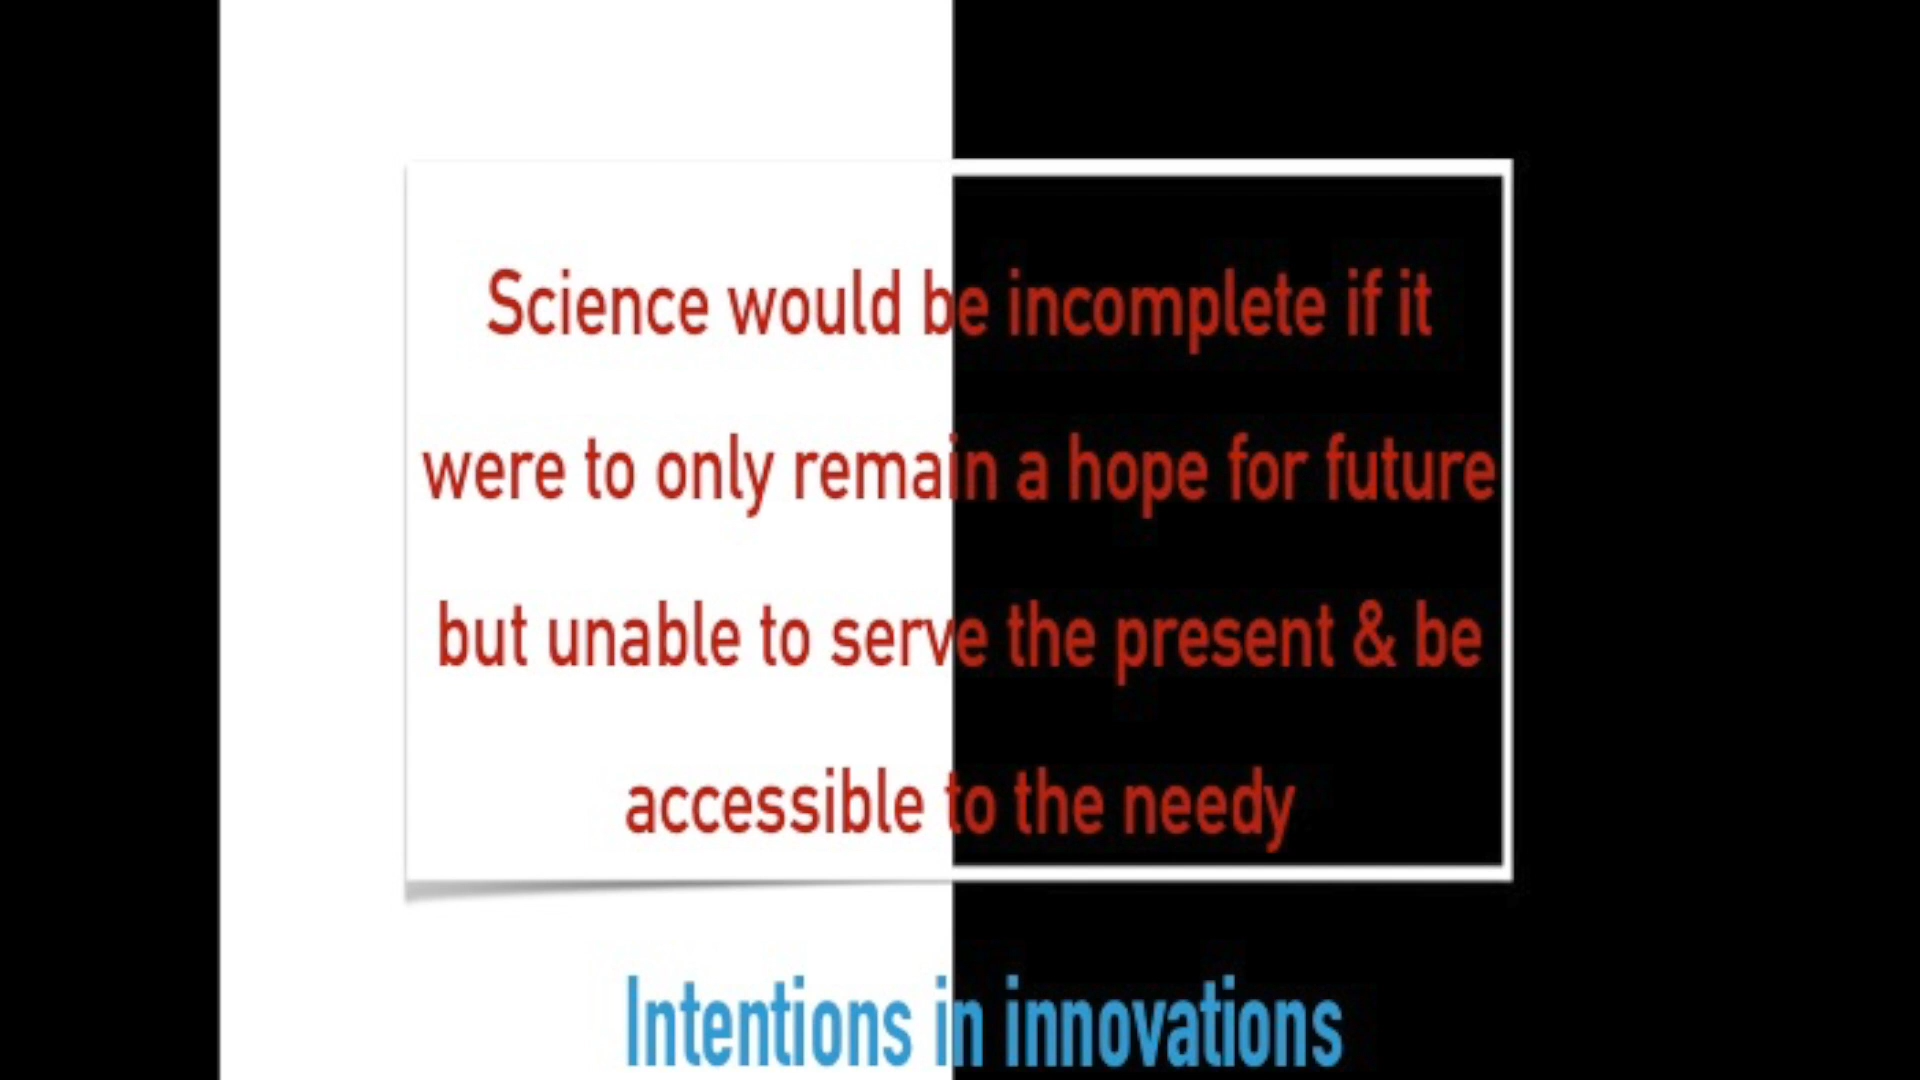 Science would be incomplete if it
were to only remain a hope for future
but unable to serve the present & be
accessible to the needy
Intentions in innovations